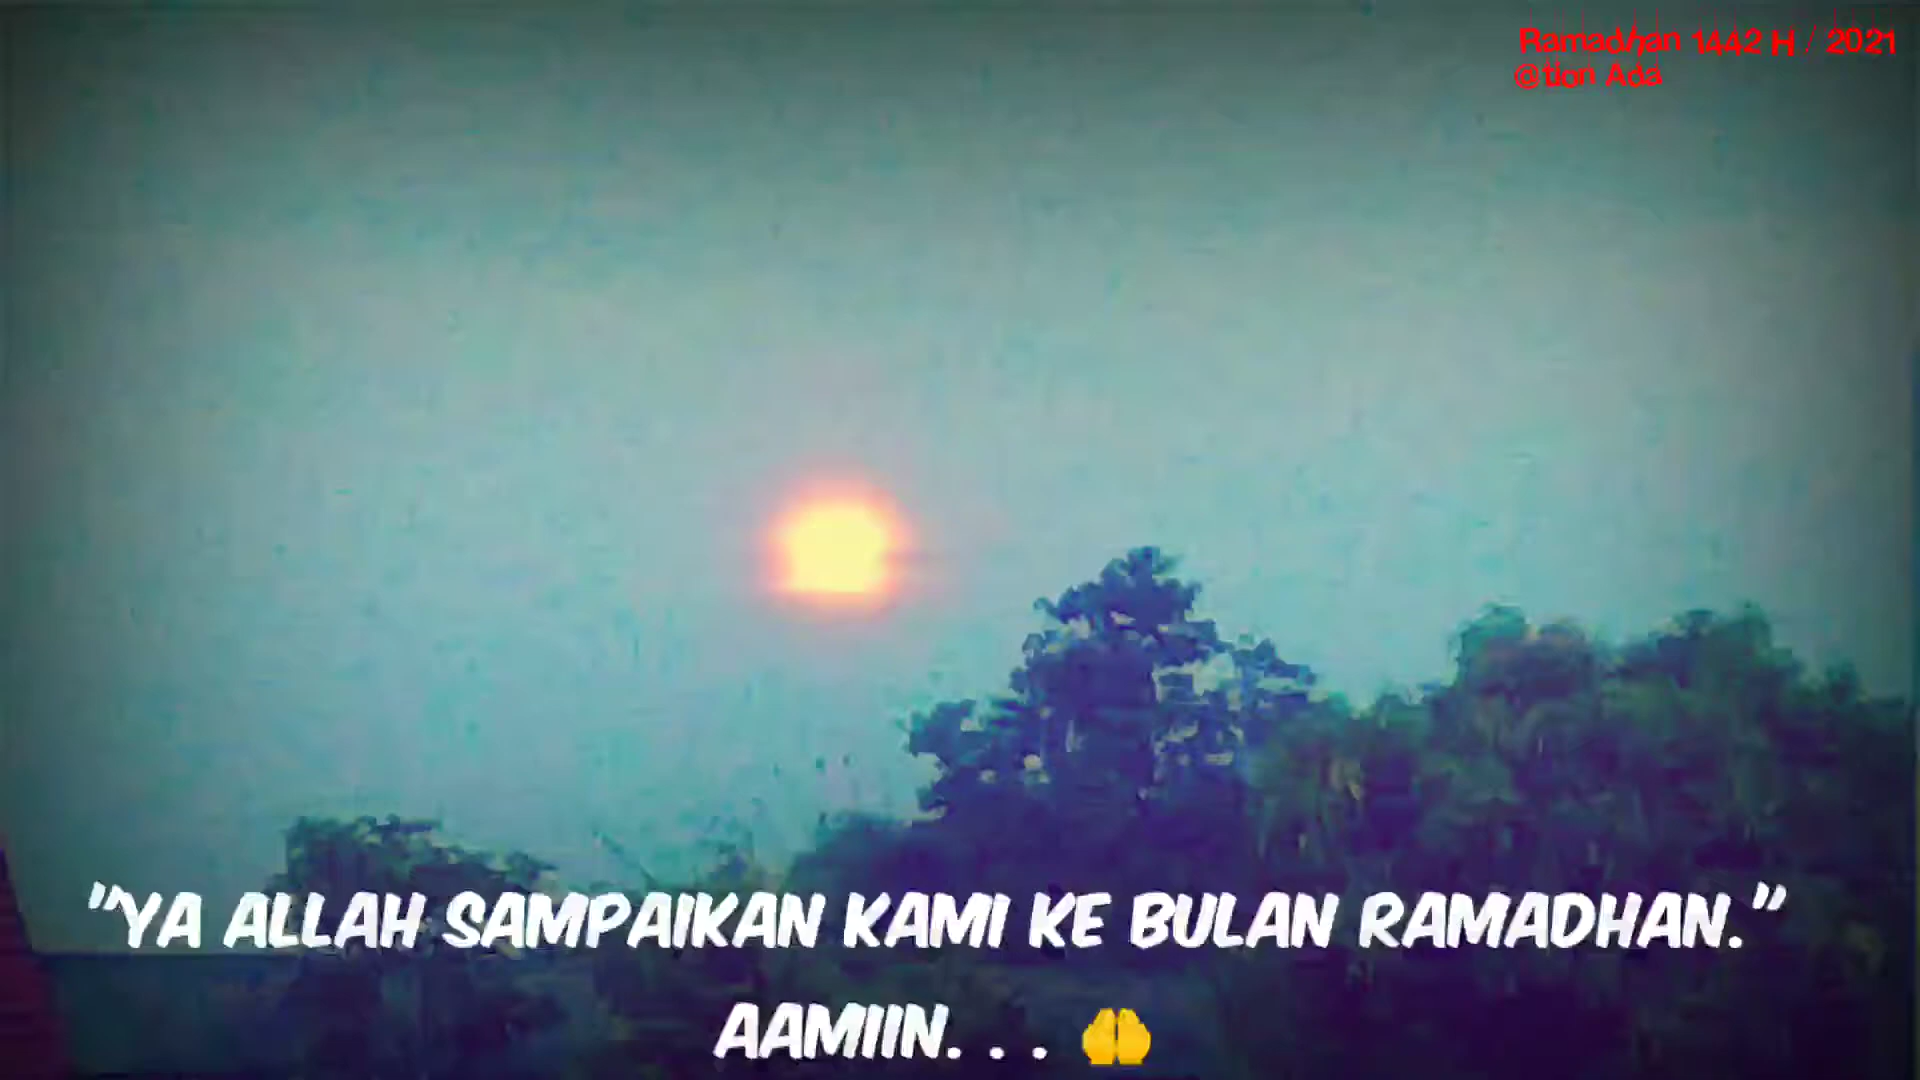 Ramadhan 1442 H / 2021
@tion Ada
"YA ALLAH SAMPAIKAN KAMI KE BULAN RAMADHAN."
AAMIIN. . . 🤲